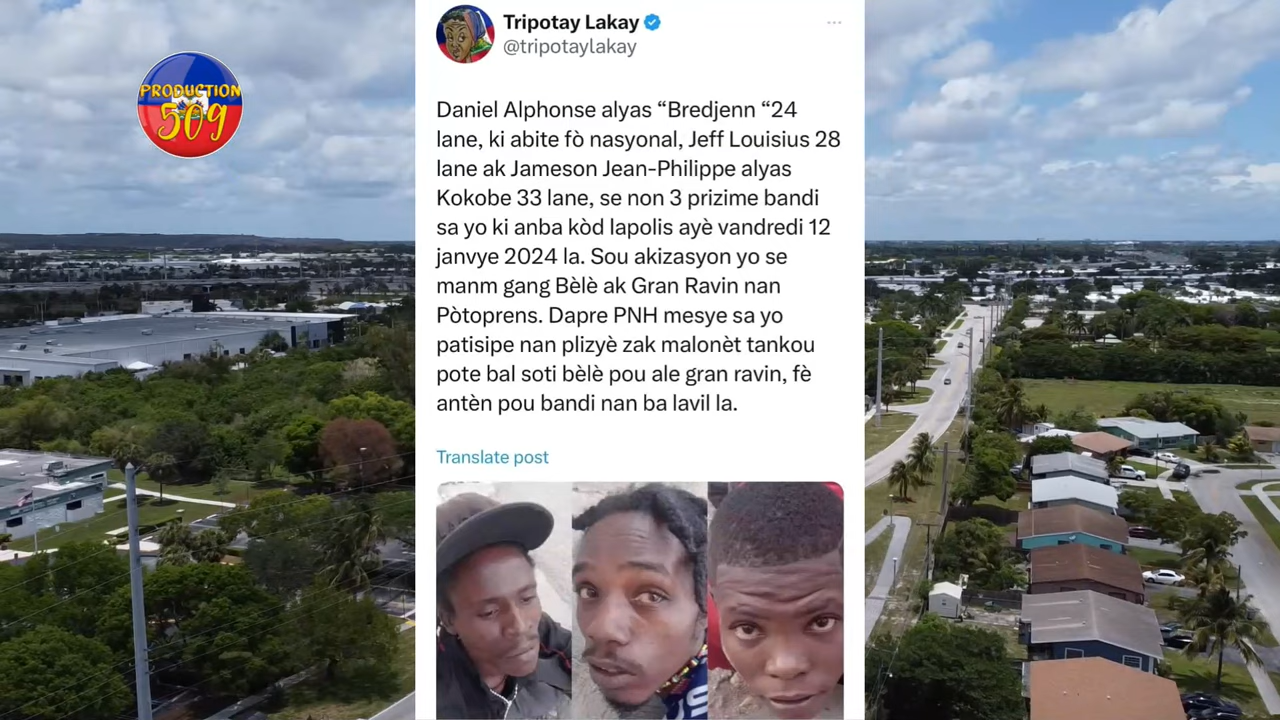 PRODUCTION
509
Tripotay Lakay
@tripotaylakay
Daniel Alphonse alyas “Bredjenn “24
lane, ki abite fò nasyonal, Jeff Louisius 28
lane ak Jameson Jean-Philippe alyas
Kokobe 33 lane, se non 3 prizime bandi
sa yo ki anba kòd lapolis ayè vandredi 12
janvye 2024 la. Sou akizasyon yo se
manm gang Bèlè ak Gran Ravin nan
Pòtoprens. Dapre PNH mesye sa yo
patisipe nan plizyè zak malonèt tankou
pote bal soti bèlè pou ale gran ravin, fè
antèn pou bandi nan ba lavil la.
Translate post